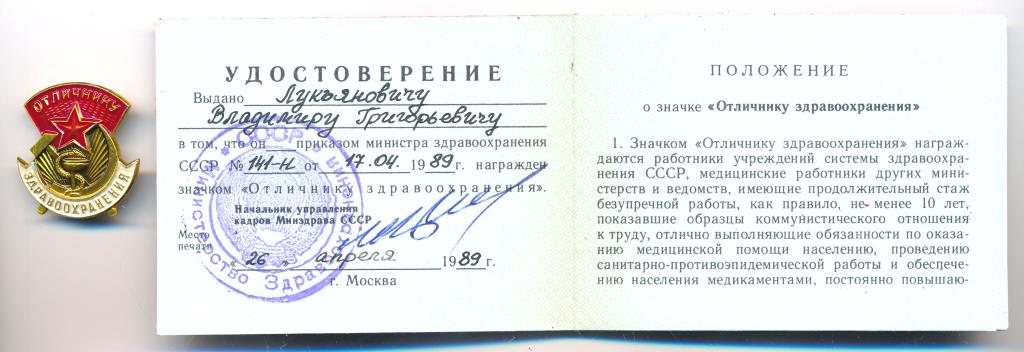 ОТЛИЧНИКУ
ЗДРАВООХРАНЕНИЯ
УДОСТОВЕРЕНИЕ
Выдано Лукьяновичу
Владимиру Григорьевичу
в том, что он приказом министра здравоохранения
СССР № 141-Н от 17.04. 1989 г. награжден
значком «Отличнику здравоохранения».
Начальник управления
кадров Минздрава СССР
Место
печати
«26» апреля 1989 г.
г. Москва
СССР
Министерство Здравоохранения
ПОЛОЖЕНИЕ
о значке «Отличнику здравоохранения»
1. Значком «Отличнику здравоохранения» награж-
даются работники учреждений системы здравоохра-
нения СССР, медицинские работники других мини-
стерств и ведомств, имеющие продолжительный стаж
безупречной работы, как правило, не менее 10 лет,
показавшие образцы коммунистического отношения
к труду, отлично выполняющие обязанности по оказа-
нию медицинской помощи населению, проведению
санитарно-противоэпидемической работы и обеспече-
нию населения медикаментами, постоянно повышаю-